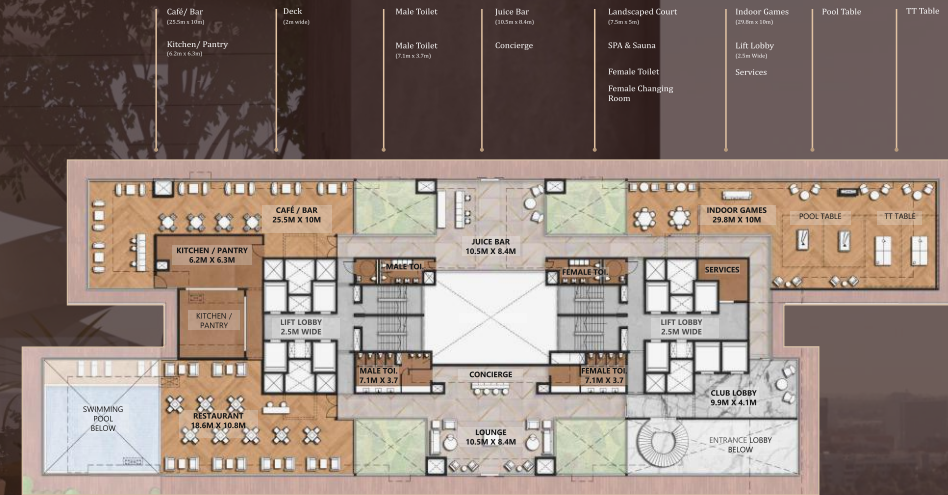 Café/ Bar
(25.5m x 10m)
Kitchen/ Pantry
(6.2m x 6.3m)
Deck
(2m wide)
Male Toilet
Male Toilet
(7.1m x 3.7m)
Juice Bar
(10.5m x 8.4m)
Concierge
Landscaped Court
(7.5m x 5m)
SPA & Sauna
Female Toilet
Female Changing
Room
Indoor Games
(29.8m x 10m)
Lift Lobby
(2.5m Wide)
Services
Pool Table
TT Table
CAFÉ / BAR
25.5M X 10M
KITCHEN / PANTRY
6.2M X 6.3M
KITCHEN /
PANTRY
JUICE BAR
10.5M X 8.4M
INDOOR GAMES
29.8M X 10M
POOL TABLE
TT TABLE
MALE TOI.
FEMALE TOI.
SERVICES
LIFT LOBBY
2.5M WIDE
LIFT LOBBY
2.5M WIDE
MALE TOI.
7.1M X 3.7
CONCIERGE
FEMALE TOI.
7.1M X 3.7
CLUB LOBBY
9.9M X 4.1M
SWIMMING
POOL
BELOW
RESTAURANT
18.6M X 10.8M
LOUNGE
10.5M X 8.4M
ENTRANCE LOBBY
BELOW